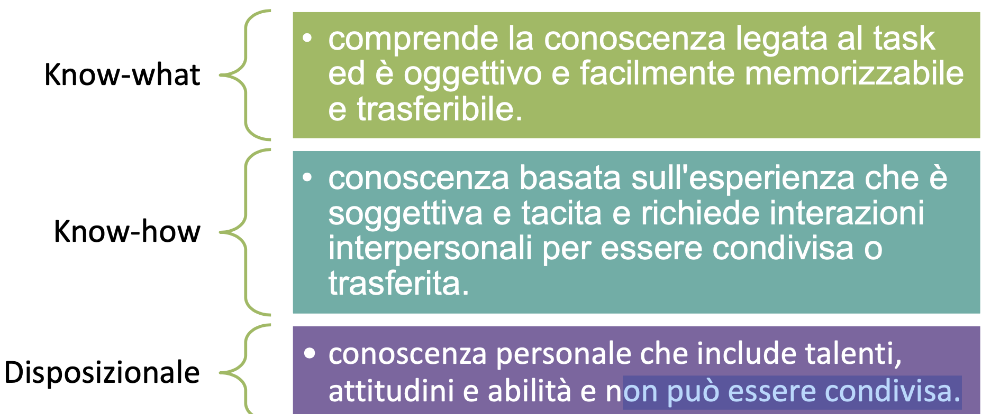 Know-what
• comprende la conoscenza legata al task
ed è oggettivo e facilmente memorizzabile
e trasferibile.
Know-how
• conoscenza basata sull'esperienza che è
soggettiva e tacita e richiede interazioni
interpersonali per essere condivisa o
trasferita.
Disposizionale
• conoscenza personale che include talenti,
attitudini e abilità e non può essere condivisa.